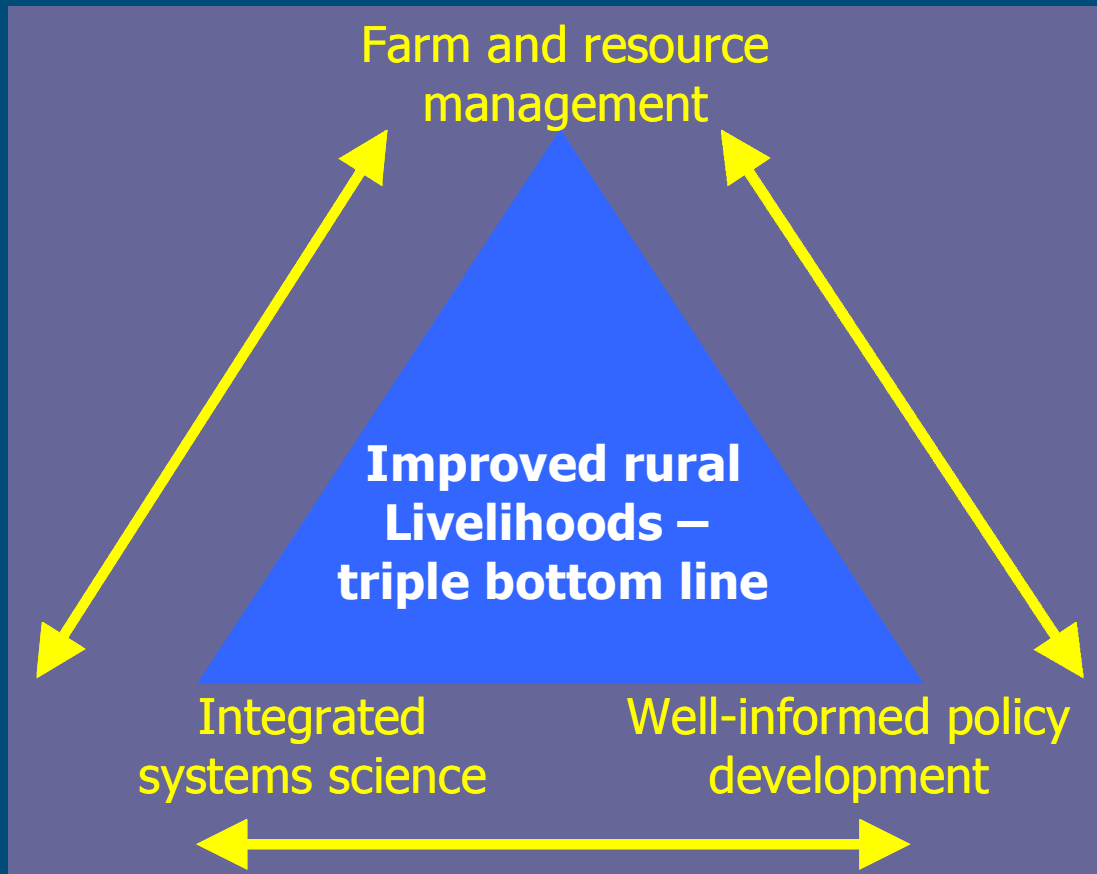 Farm and resource
management
Improved rural
Livelihoods –
triple bottom line
Integrated
systems science
Well-informed policy
development